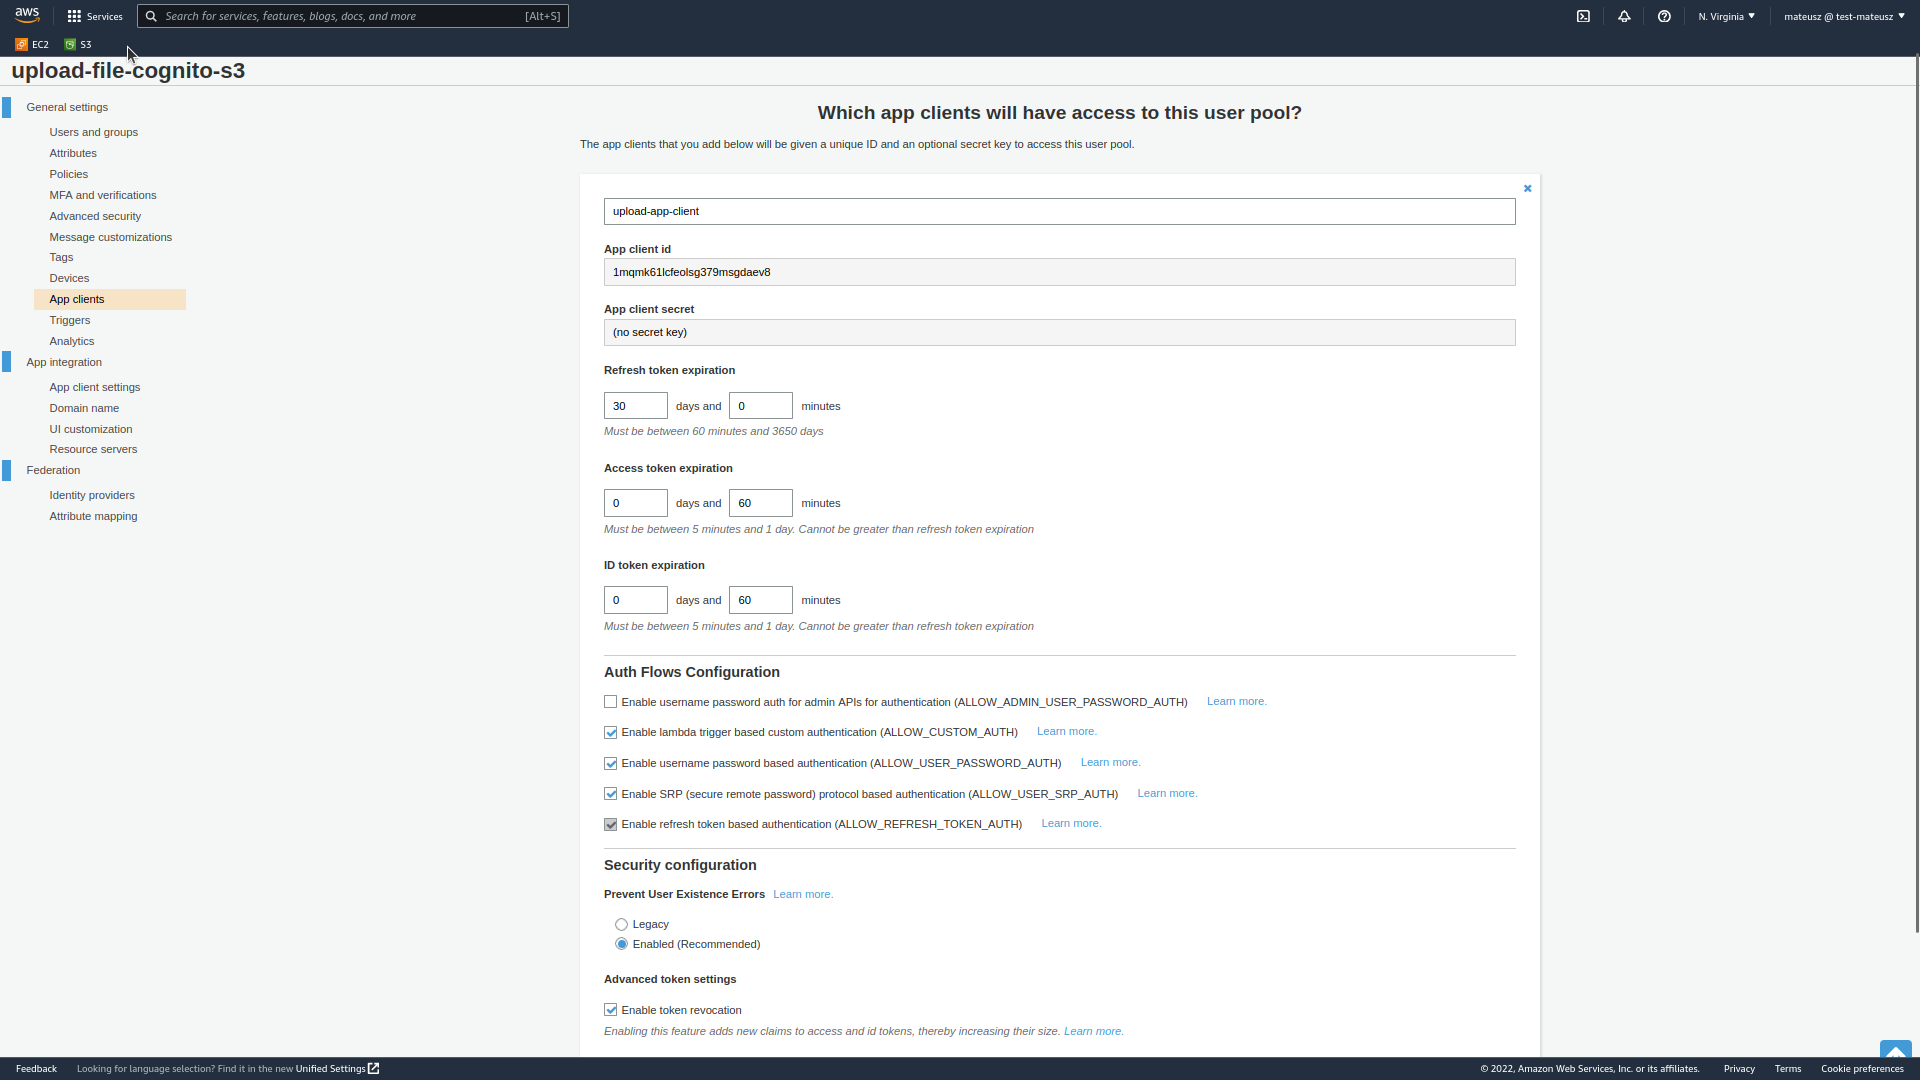 aws
Services
Search for services, features, blogs, docs, and more
[Alt+S]
N. Virginia
mateusz @ test-mateusz
EC2
S3
upload-file-cognito-s3
General settings
Users and groups
Attributes
Policies
MFA and verifications
Advanced security
Message customizations
Tags
Devices
App clients
Triggers
Analytics
App integration
App client settings
Domain name
UI customization
Resource servers
Federation
Identity providers
Attribute mapping
Which app clients will have access to this user pool?
The app clients that you add below will be given a unique ID and an optional secret key to access this user pool.
upload-app-client
App client id
1mqmk61lcfeolsg379msgdaev8
App client secret
(no secret key)
Refresh token expiration
30 days and 0 minutes
Must be between 60 minutes and 3650 days
Access token expiration
0 days and 60 minutes
Must be between 5 minutes and 1 day. Cannot be greater than refresh token expiration
ID token expiration
0 days and 60 minutes
Must be between 5 minutes and 1 day. Cannot be greater than refresh token expiration
Auth Flows Configuration
Enable username password auth for admin APIs for authentication (ALLOW_ADMIN_USER_PASSWORD_AUTH) Learn more.
Enable lambda trigger based custom authentication (ALLOW_CUSTOM_AUTH) Learn more.
Enable username password based authentication (ALLOW_USER_PASSWORD_AUTH) Learn more.
Enable SRP (secure remote password) protocol based authentication (ALLOW_USER_SRP_AUTH) Learn more.
Enable refresh token based authentication (ALLOW_REFRESH_TOKEN_AUTH) Learn more.
Security configuration
Prevent User Existence Errors Learn more.
Legacy
Enabled (Recommended)
Advanced token settings
Enable token revocation
Enabling this feature adds new claims to access and id tokens, thereby increasing their size. Learn more.
Feedback
Looking for language selection? Find it in the new Unified Settings
© 2022, Amazon Web Services, Inc. or its affiliates.
Privacy
Terms
Cookie preferences